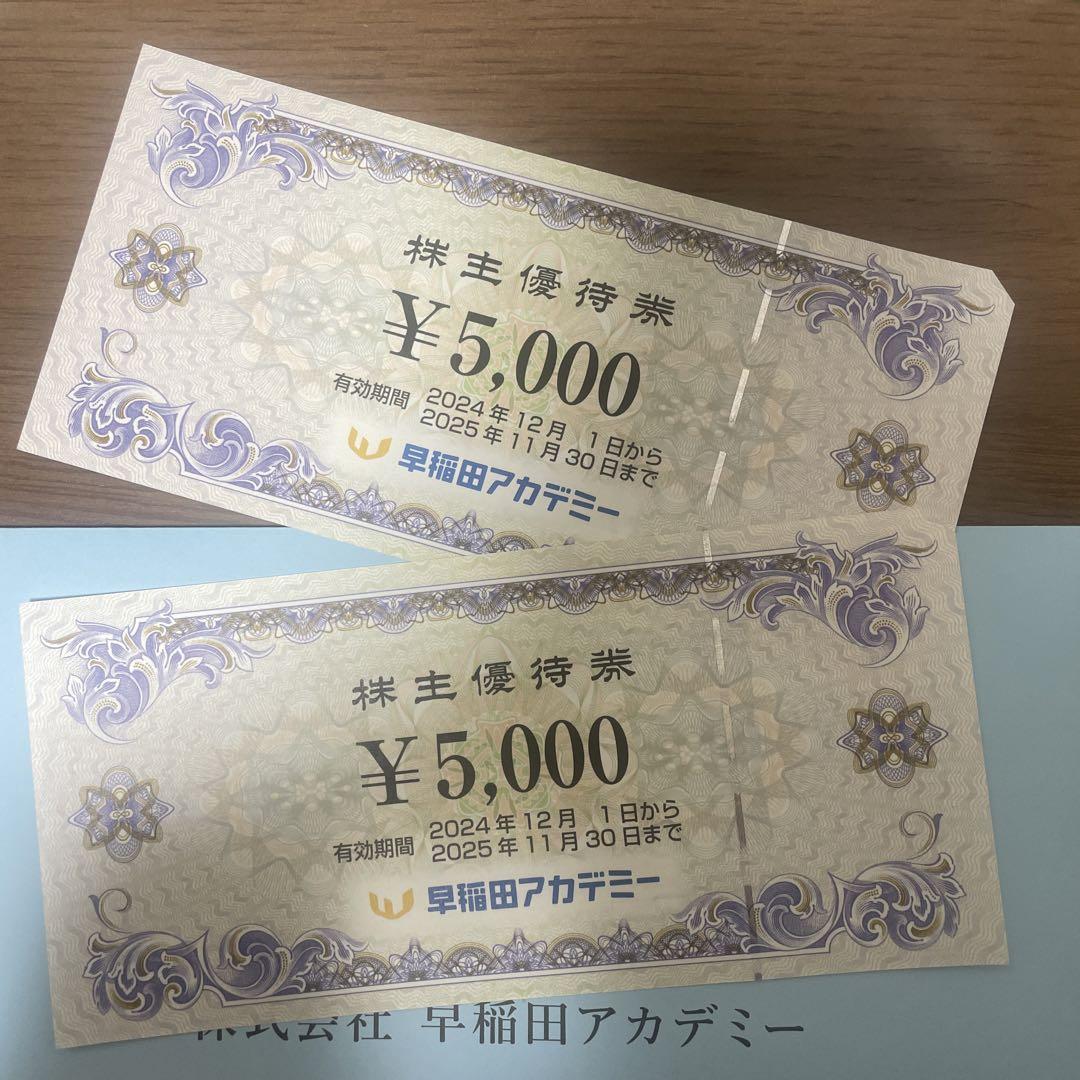 株主優待券
¥5,000
有効期間 2024年12月 1日から
2025年11月30日まで
早稲田アカデミー
株主優待券
¥5,000
有効期間 2024年12月 1日から
2025年11月30日まで
早稲田アカデミー
株式会社 早稲田アカデミー